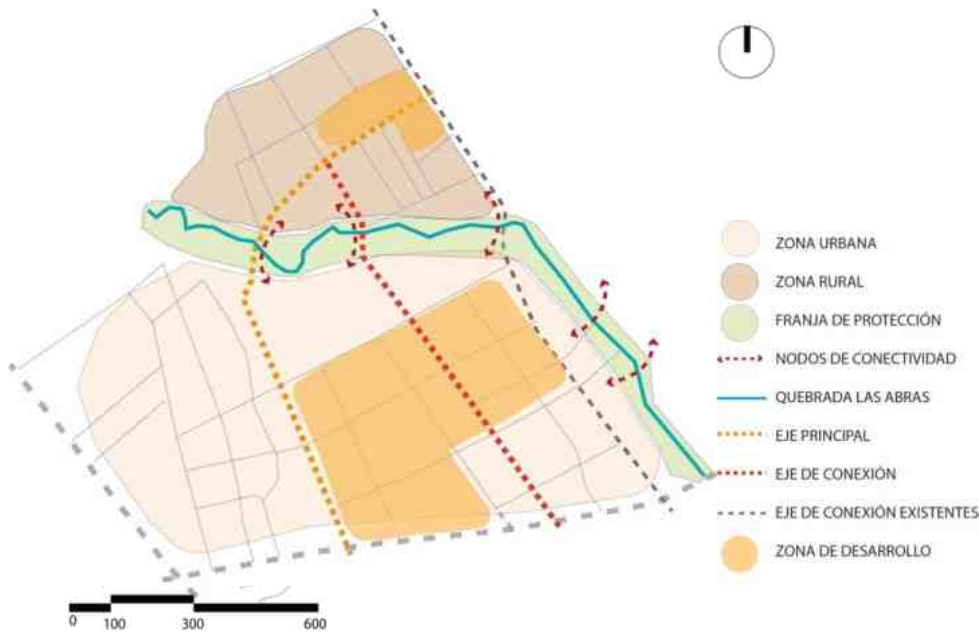 ZONA URBANA
ZONA RURAL
FRANJA DE PROTECCIÓN
NODOS DE CONECTIVIDAD
QUEBRADA LAS ABRAS
EJE PRINCIPAL
EJE DE CONEXIÓN
EJE DE CONEXIÓN EXISTENTES
ZONA DE DESARROLLO
0 100 300 600